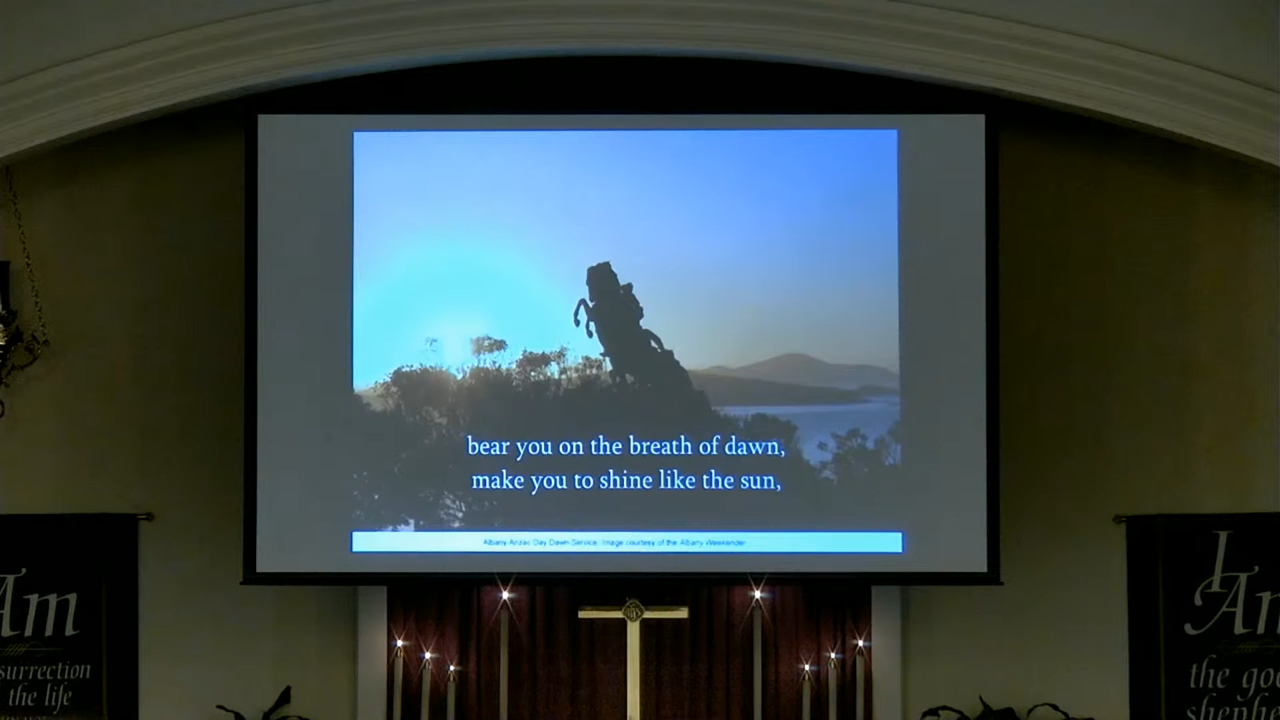 bear you on the breath of dawn,
make you to shine like the sun,
Albany Anzac Day Dawn Service. Image courtesy of the Albany Weekender
Am
surrection
the life
I
Am
the goo
shephe